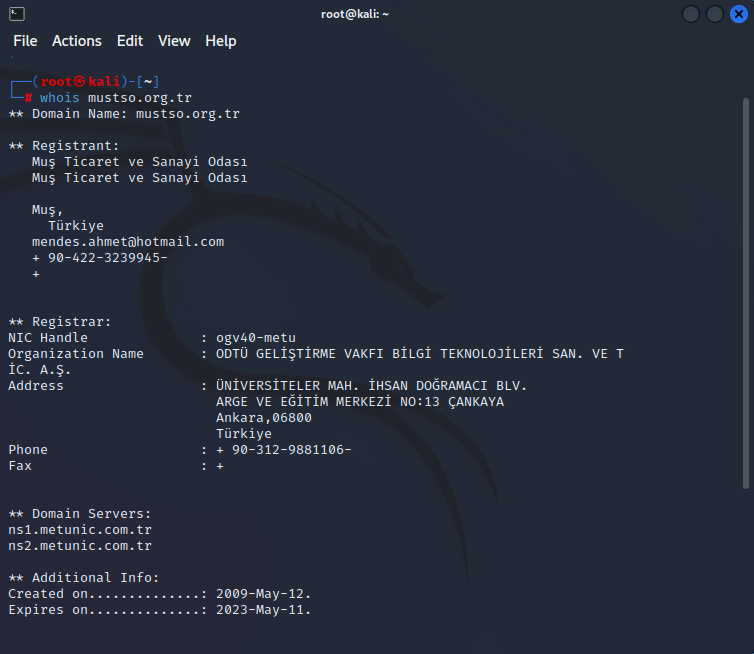 root@kali: ~
File Actions Edit View Help
┌──(root㉿kali)-[~]
└─# whois mustso.org.tr
** Domain Name: mustso.org.tr
** Registrant:
Muş Ticaret ve Sanayi Odası
Muş Ticaret ve Sanayi Odası
Muş,
Türkiye
mendes.ahmet@hotmail.com
+ 90-422-3239945-
+
** Registrar:
NIC Handle : ogv40-metu
Organization Name : ODTÜ GELİŞTİRME VAKFI BİLGİ TEKNOLOJİLERİ SAN. VE T
İC. A.Ş.
Address : ÜNİVERSİTELER MAH. İHSAN DOĞRAMACI BLV.
ARGE VE EĞİTİM MERKEZİ NO:13 ÇANKAYA
Ankara,06800
Türkiye
Phone : + 90-312-9881106-
Fax : +
** Domain Servers:
ns1.metunic.com.tr
ns2.metunic.com.tr
** Additional Info:
Created on..............: 2009-May-12.
Expires on..............: 2023-May-11.